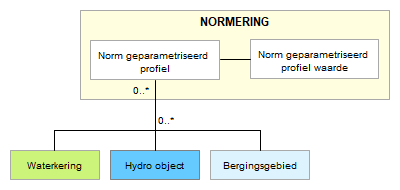 NORMERING
Norm geparametriseerd
profiel
Norm geparametriseerd
profiel waarde
0..*
0..*
Waterkering
Hydro object
Bergingsgebied